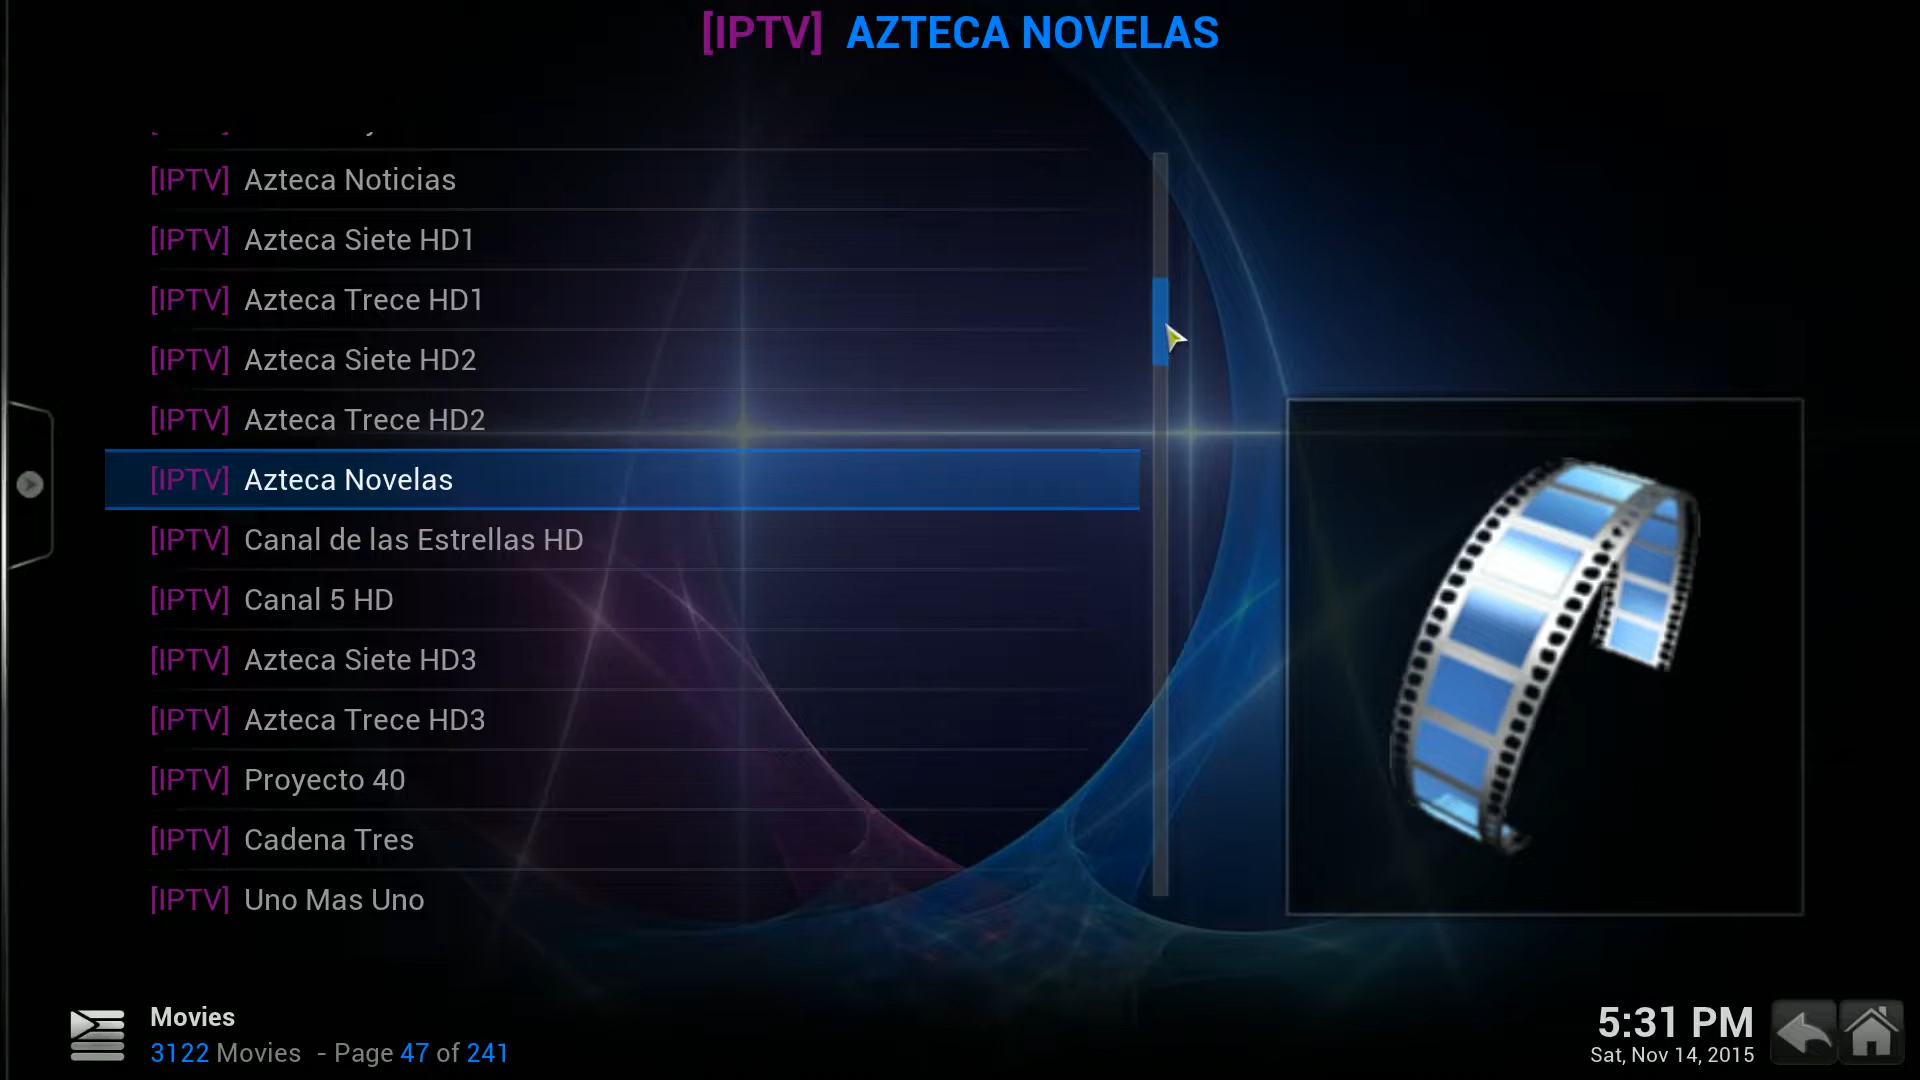 [IPTV] AZTECA NOVELAS
[IPTV] Azteca Noticias
[IPTV] Azteca Siete HD1
[IPTV] Azteca Trece HD1
[IPTV] Azteca Siete HD2
[IPTV] Azteca Trece HD2
[IPTV] Azteca Novelas
[IPTV] Canal de las Estrellas HD
[IPTV] Canal 5 HD
[IPTV] Azteca Siete HD3
[IPTV] Azteca Trece HD3
[IPTV] Proyecto 40
[IPTV] Cadena Tres
[IPTV] Uno Mas Uno
Movies
3122 Movies - Page 47 of 241
5:31 PM
Sat, Nov 14, 2015